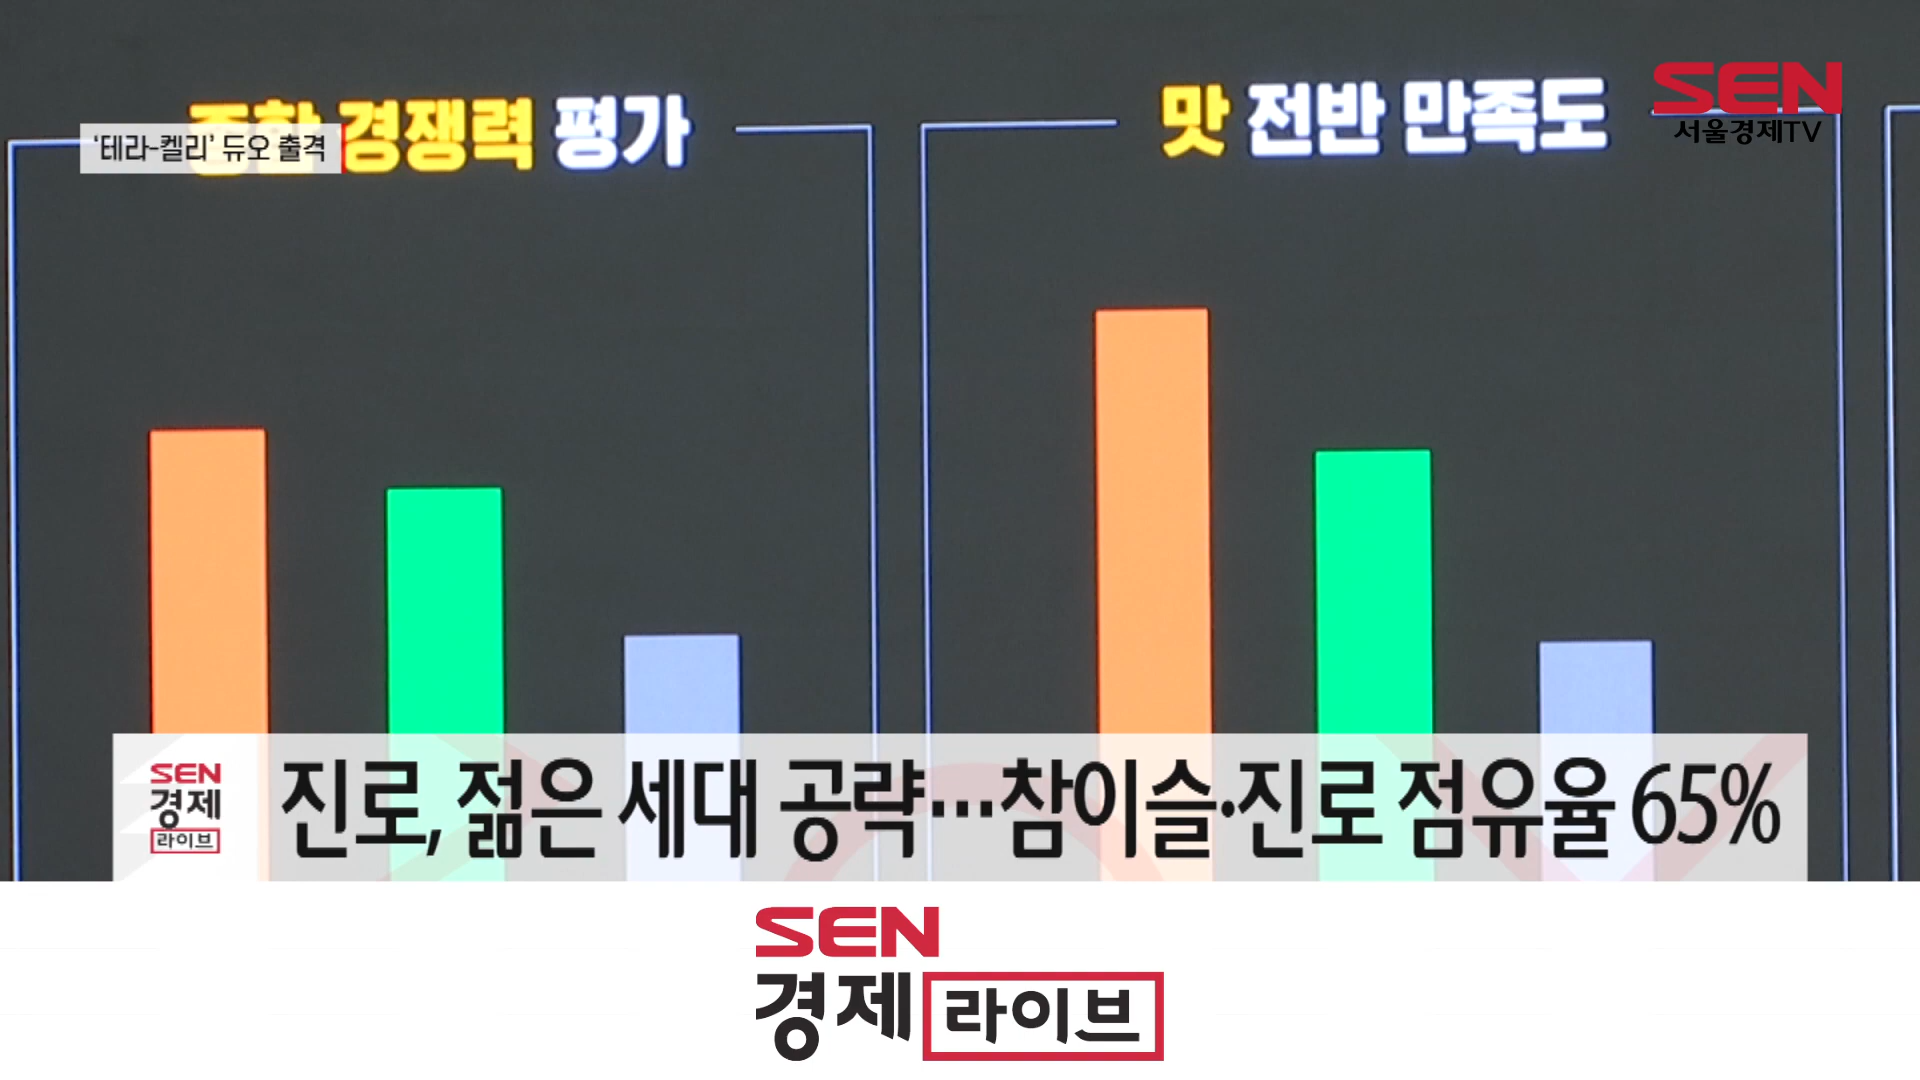 경쟁력 평가
맛 전반 만족도
SEN
서울경제TV
‘테라-켈리’ 듀오 출격
SEN
경제
라이브
진로, 젊은 세대 공략…참이슬·진로 점유율 65%
SEN
경제 라이브